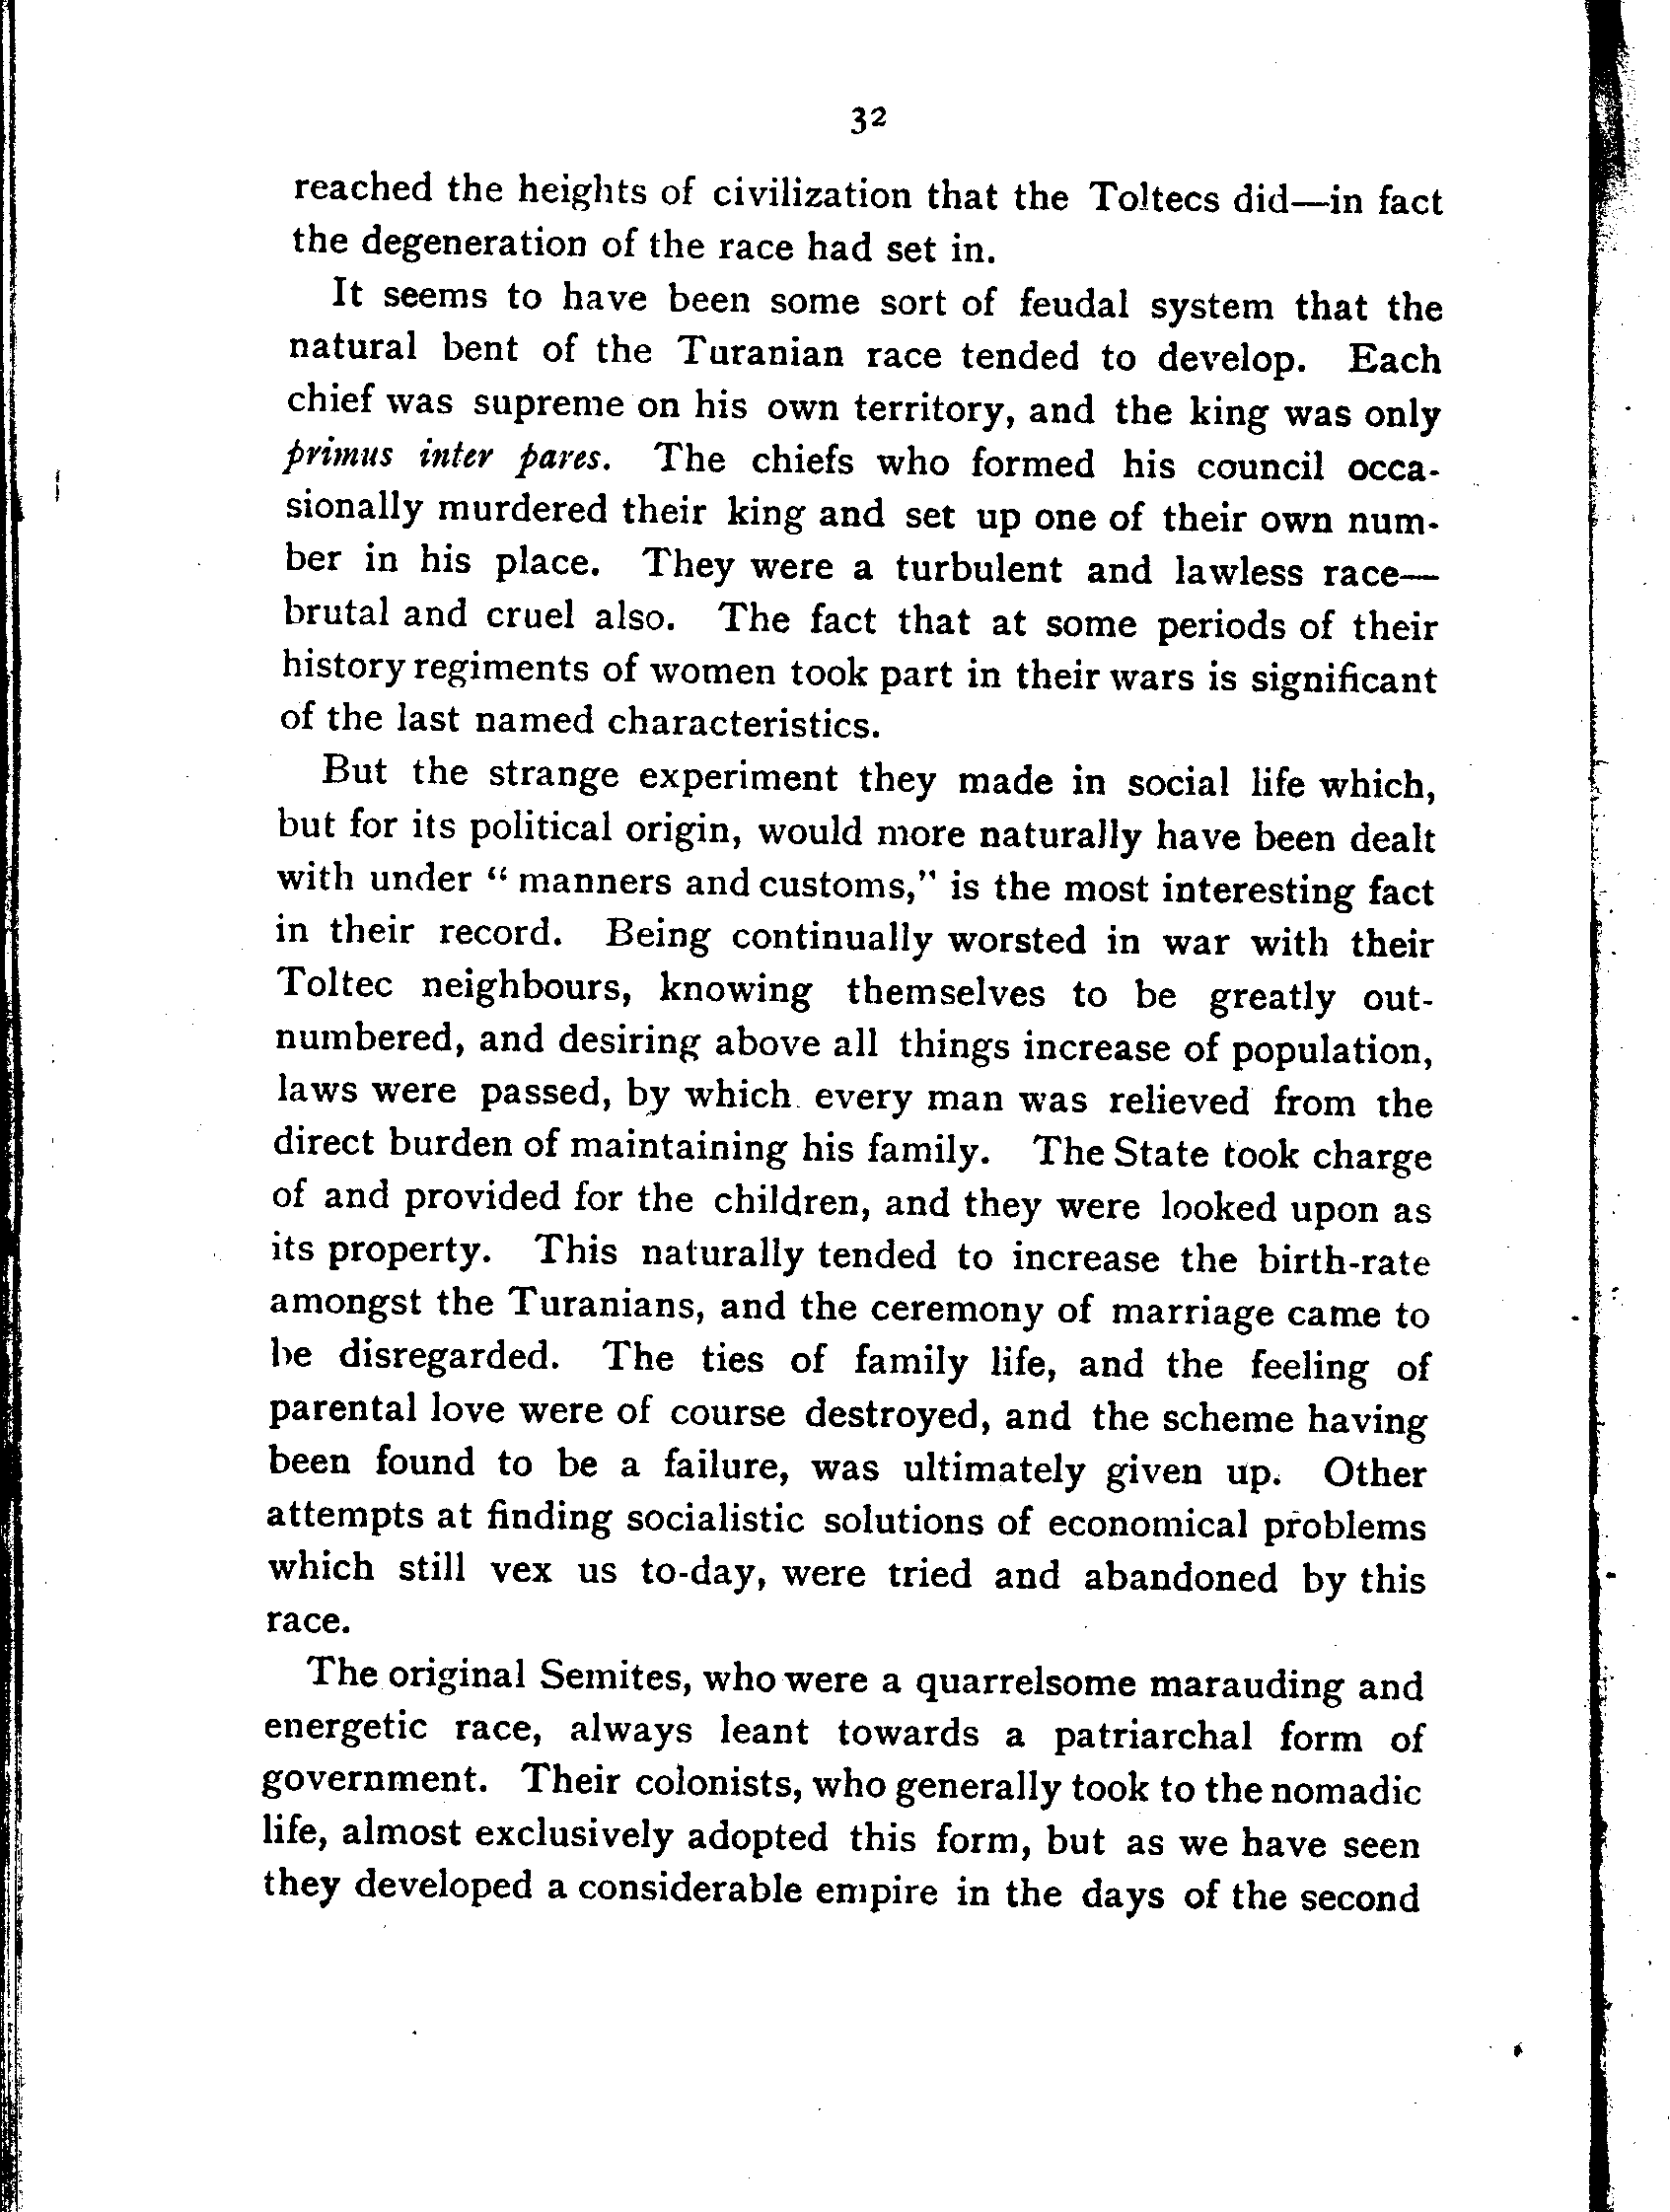 32
reached the heights of civilization that the Toltecs did—in fact
the degeneration of the race had set in.
It seems to have been some sort of feudal system that the
natural bent of the Turanian race tended to develop. Each
chief was supreme on his own territory, and the king was only
primus inter pares. The chiefs who formed his council occa-
sionally murdered their king and set up one of their own num-
ber in his place. They were a turbulent and lawless race—
brutal and cruel also. The fact that at some periods of their
history regiments of women took part in their wars is significant
of the last named characteristics.
But the strange experiment they made in social life which,
but for its political origin, would more naturally have been dealt
with under “ manners and customs,” is the most interesting fact
in their record. Being continually worsted in war with their
Toltec neighbours, knowing themselves to be greatly out-
numbered, and desiring above all things increase of population,
laws were passed, by which every man was relieved from the
direct burden of maintaining his family. The State took charge
of and provided for the children, and they were looked upon as
its property. This naturally tended to increase the birth-rate
amongst the Turanians, and the ceremony of marriage came to
be disregarded. The ties of family life, and the feeling of
parental love were of course destroyed, and the scheme having
been found to be a failure, was ultimately given up. Other
attempts at finding socialistic solutions of economical problems
which still vex us to-day, were tried and abandoned by this
race.
The original Semites, who were a quarrelsome marauding and
energetic race, always leant towards a patriarchal form of
government. Their colonists, who generally took to the nomadic
life, almost exclusively adopted this form, but as we have seen
they developed a considerable empire in the days of the second